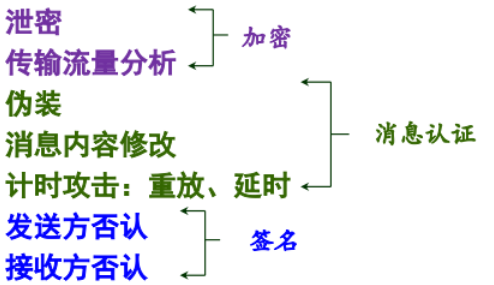 泄密
加密
传输流量分析
伪装
消息内容修改
消息认证
计时攻击：重放、延时
发送方否认
签名
接收方否认